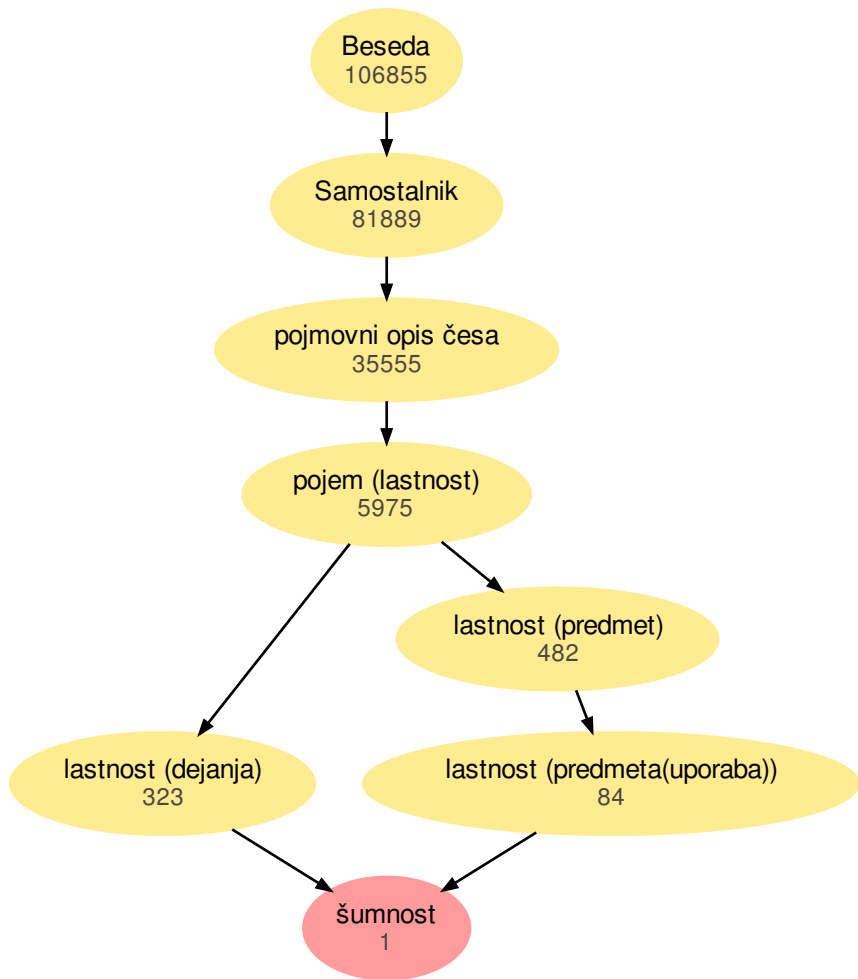 Beseda
106855
Samostalnik
81889
pojmovni opis česa
35555
pojem (lastnost)
5975
lastnost (predmet)
482
lastnost (dejanja)
323
lastnost (predmeta(uporaba))
84
šumnost
1